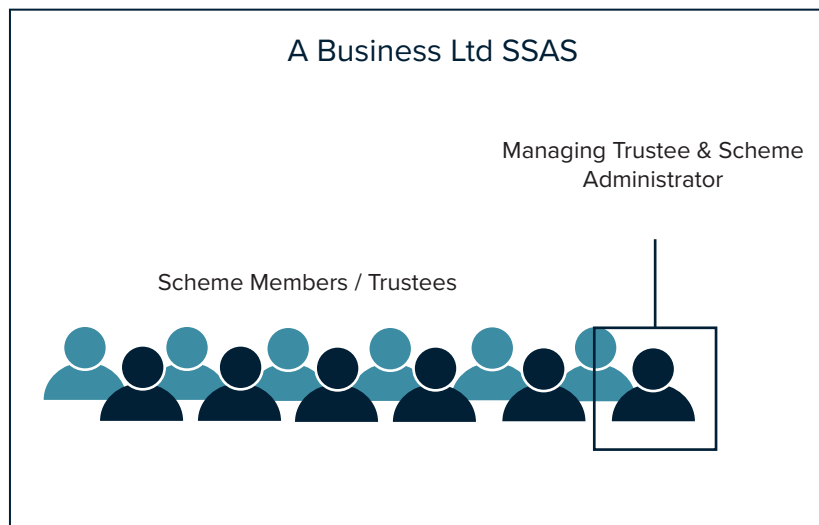 A Business Ltd SSAS
Managing Trustee & Scheme
Administrator
Scheme Members / Trustees